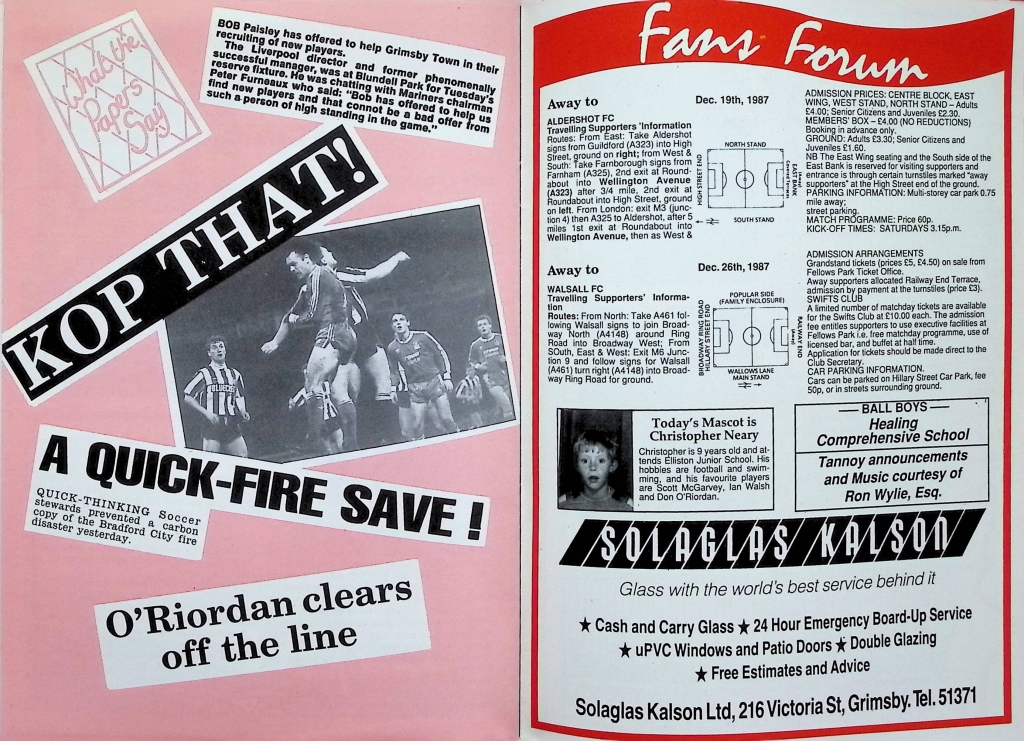 What the
Papers
Say
BOB Paisley has offered to help Grimsby Town in their
recruiting of new players.
The Liverpool director and former phenomenally
successful manager, was at Blundell Park for Tuesday's
reserve fixture. He was chatting with Mariners chairman
Peter Furneaux who said: "Bob has offered to help us
find new players and that cannot be a bad offer from
such a person of high standing in the game."
KOP THAT!
BLUECREST
A QUICK-FIRE SAVE!
QUICK-THINKING Soccer
stewards prevented a carbon
copy of the Bradford City fire
disaster yesterday.
O'Riordan clears
off the line
Fans Forum
Away to Dec. 19th, 1987
ALDERSHOT FC
Travelling Supporters 'Information
Routes: From East: Take Aldershot
signs from Guildford (A323) into High
Street, ground on right; from West &
South: Take Farnborough signs from
Farnham (A325), 2nd exit at Round-
about into Wellington Avenue
(A323) after 3/4 mile, 2nd exit at
Roundabout into High Street, ground
on left. From London: exit M3 (junc-
tion 4) then A325 to Aldershot, after 5
miles 1st exit at Roundabout into
Wellington Avenue, then as West &
NORTH STAND
HIGH STREET END
EAST BANK
(Away)
SOUTH STAND
ADMISSION PRICES: CENTRE BLOCK, EAST
WING, WEST STAND, NORTH STAND – Adults
£4.00; Senior Citizens and Juveniles £2.30.
MEMBERS' BOX – £4.00 (NO REDUCTIONS)
Booking in advance only.
GROUND: Adults £3.30; Senior Citizens and
Juveniles £1.60.
NB The East Wing seating and the South side of the
East Bank is reserved for visiting supporters and
entrance is through certain turnstiles marked "away
supporters" at the High Street end of the ground.
PARKING INFORMATION: Multi-storey car park 0.75
mile away;
street parking.
MATCH PROGRAMME: Price 60p.
KICK-OFF TIMES: SATURDAYS 3.15p.m.
Away to Dec. 26th, 1987
WALSALL FC
Travelling Supporters' Informa-
tion
Routes: From North: Take A461 fol-
lowing Walsall signs to join Broad-
way North (A4148) around Ring
Road into Broadway West; From
SOuth, East & West: Exit M6 Junc-
tion 9 and follow signs for Walsall
(A461) turn right (A4148) into Broad-
way Ring Road for ground.
POPULAR SIDE
(FAMILY ENCLOSURE)
BROADWAY RING ROAD
HILLARY STREET END
RAILWAY END
(Away)
WALLOWS LANE
MAIN STAND
ADMISSION ARRANGEMENTS
Grandstand tickets (prices £5, £4.50) on sale from
Fellows Park Ticket Office.
Away supporters allocated Railway End Terrace,
admission by payment at the turnstiles (price £3).
SWIFTS CLUB
A limited number of matchday tickets are available
for the Swifts Club at £10.00 each. The admission
fee entitles supporters to use executive facilities at
Fellows Park i.e. free matchday programme, use of
licensed bar, and buffet at half time.
Application for tickets should be made direct to the
Club Secretary.
CAR PARKING INFORMATION.
Cars can be parked on Hillary Street Car Park, fee
50p, or in streets surrounding ground.
Today's Mascot is
Christopher Neary
Christopher is 9 years old and at-
tends Elliston Junior School. His
hobbies are football and swim-
ming, and his favourite players
are Scott McGarvey, Ian Walsh
and Don O'Riordan.
BALL BOYS
Healing
Comprehensive School
Tannoy announcements
and Music courtesy of
Ron Wylie, Esq.
SOLAGLAS KALSON
Glass with the world's best service behind it
★ Cash and Carry Glass ★ 24 Hour Emergency Board-Up Service
★ uPVC Windows and Patio Doors ★ Double Glazing
★ Free Estimates and Advice
Solaglas Kalson Ltd, 216 Victoria St, Grimsby. Tel. 51371